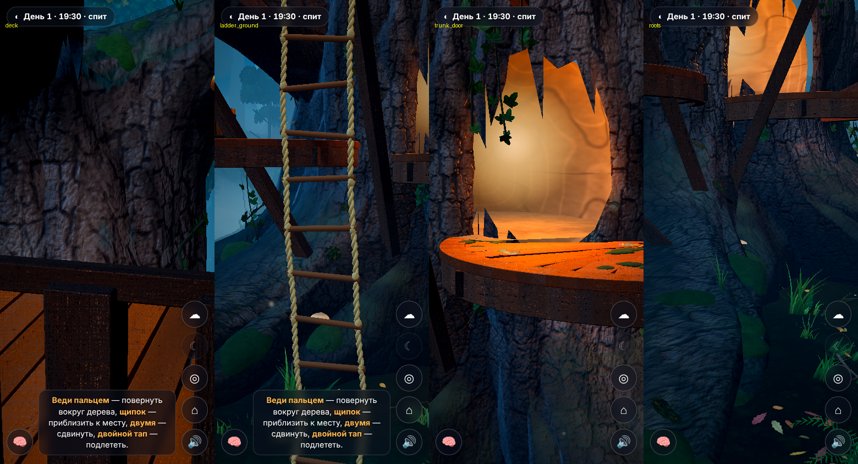 День 1 · 19:30 · спит
deck
Веди пальцем — повернуть
вокруг дерева, щипок —
приблизить к месту, двумя —
сдвинуть, двойной тап —
подлететь.
День 1 · 19:30 · спит
ladder_ground
Веди пальцем — повернуть
вокруг дерева, щипок —
приблизить к месту, двумя —
сдвинуть, двойной тап —
подлететь.
День 1 · 19:30 · спит
trunk_door
День 1 · 19:30 · спит
roots